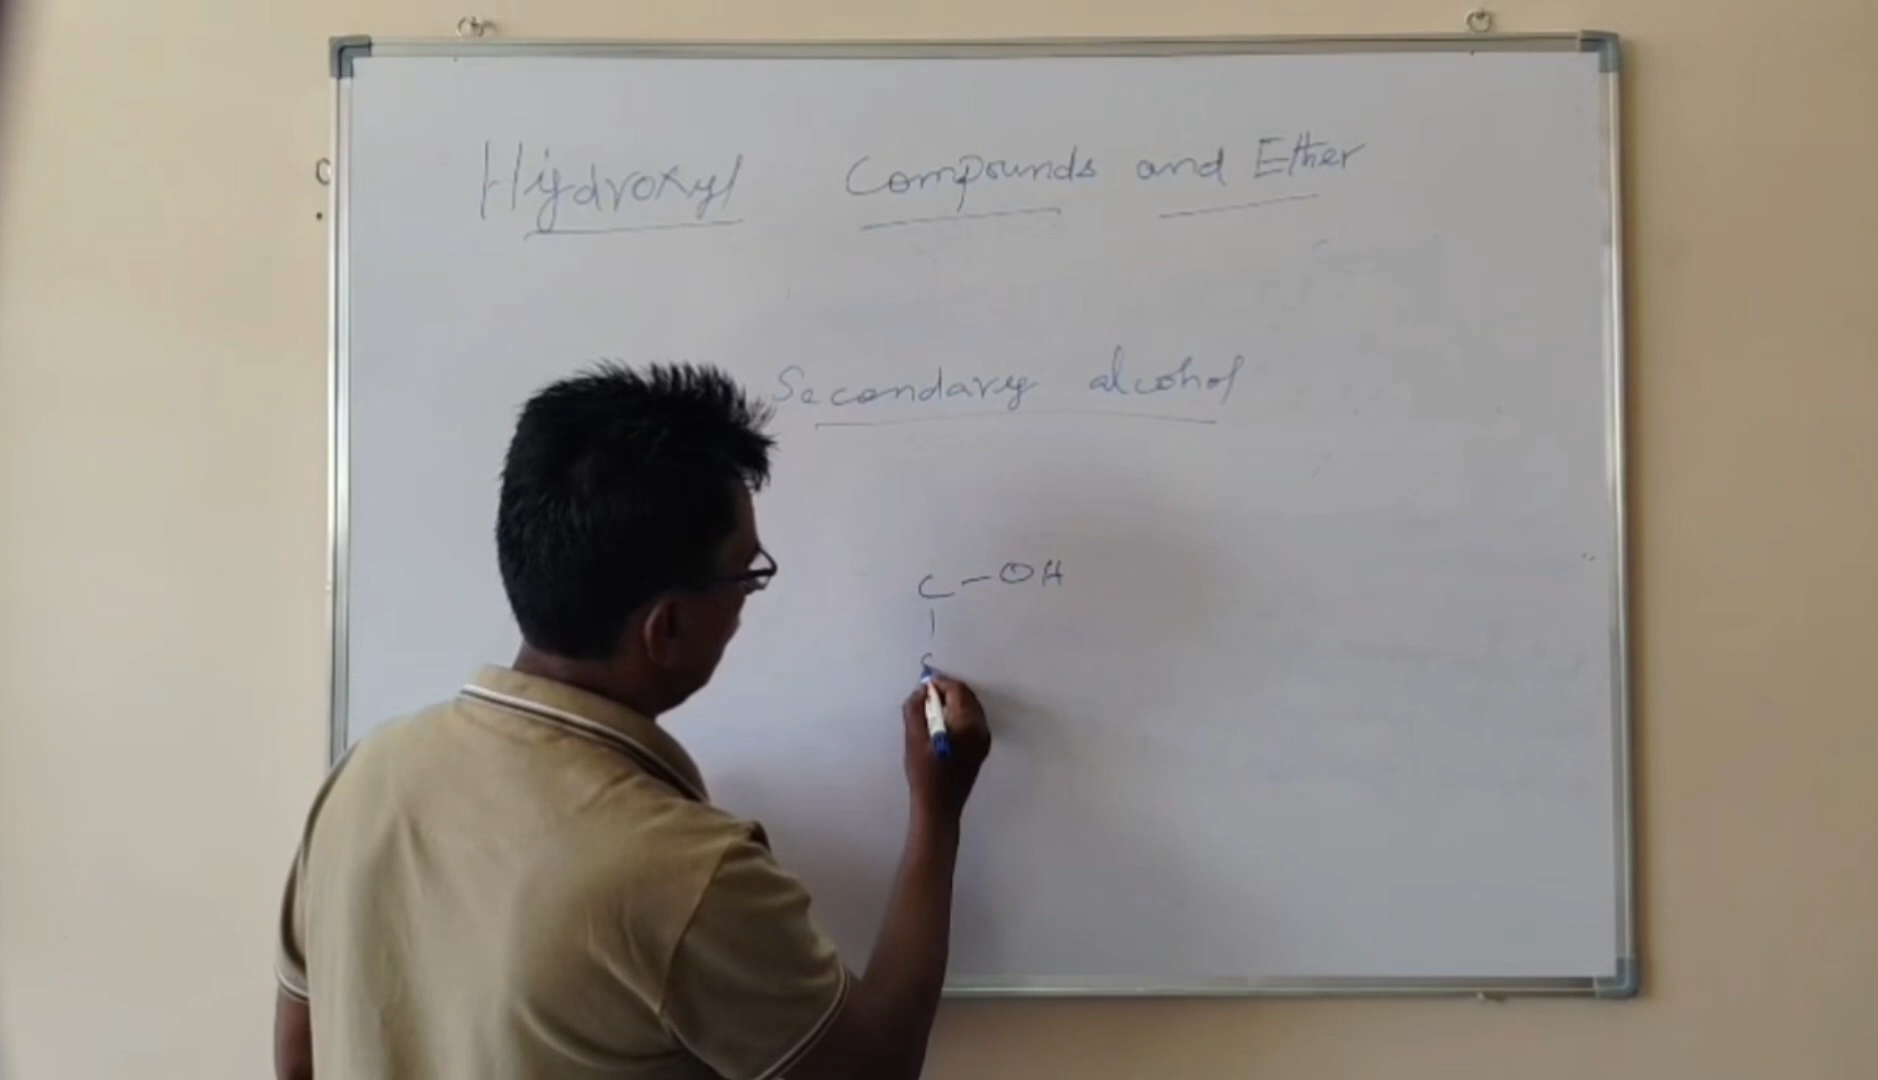 Hydroxyl Compounds and Ether
Secondary alcohol
C - OH
|
C